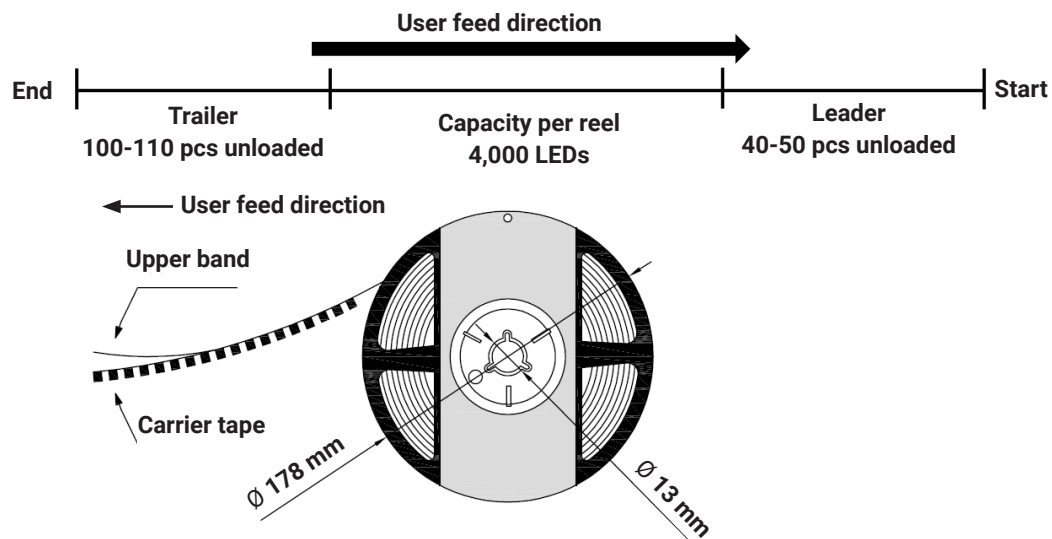 User feed direction
End
Start
Trailer
100-110 pcs unloaded
Capacity per reel
4,000 LEDs
Leader
40-50 pcs unloaded
User feed direction
Upper band
Carrier tape
Ø 178 mm
Ø 13 mm